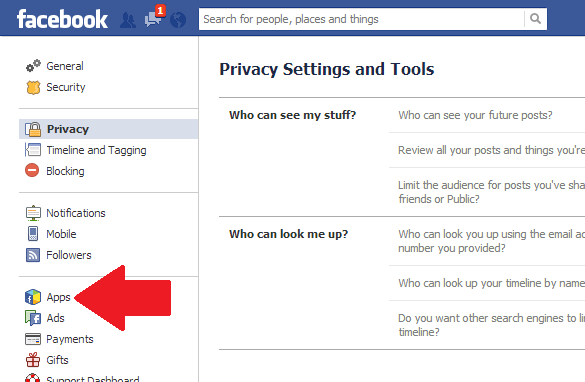 facebook
1
Search for people, places and things
General
Security
Privacy
Timeline and Tagging
Blocking
Notifications
Mobile
Followers
Apps
Ads
Payments
Gifts
Support Dashboard
Privacy Settings and Tools
Who can see my stuff?
Who can see your future posts?
Review all your posts and things you're
Limit the audience for posts you've sha
friends or Public?
Who can look me up?
Who can look you up using the email ad
number you provided?
Who can look up your timeline by name
Do you want other search engines to li
timeline?